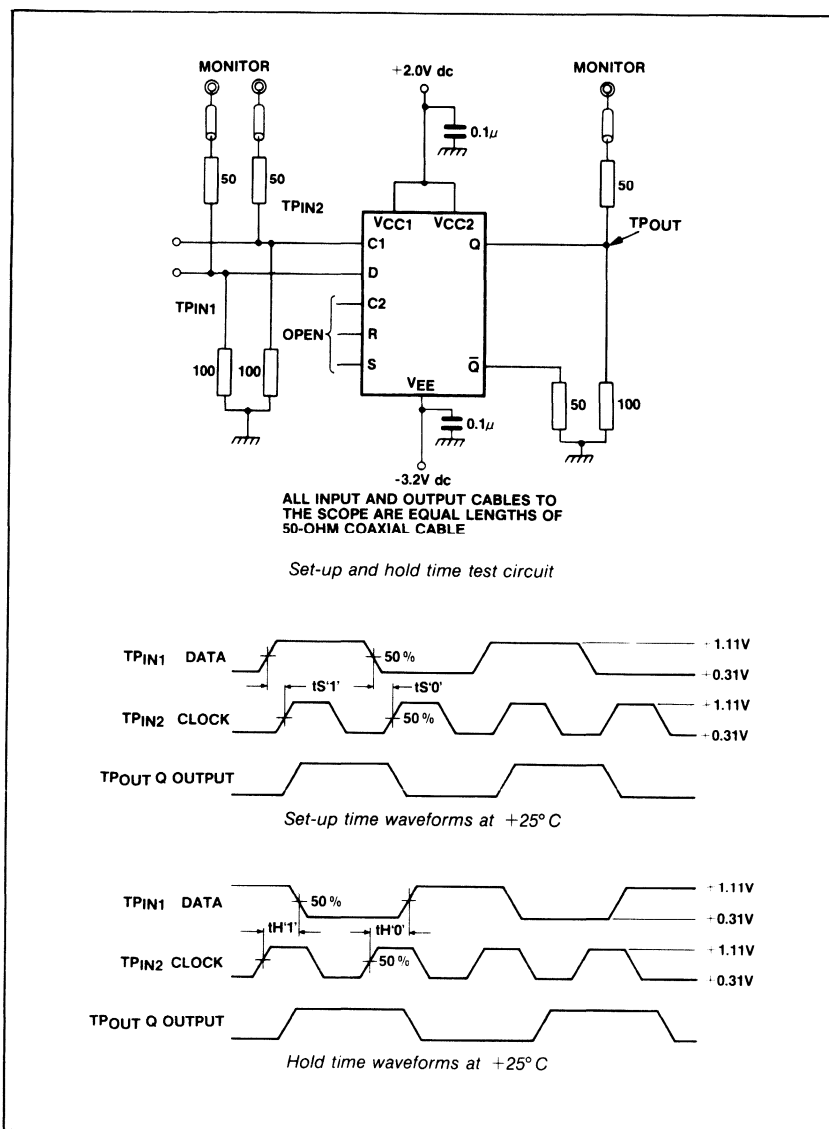 MONITOR
+2.0V dc
MONITOR
0.1μ
50
50
50
TPIN2
VCC1 VCC2
TPOUT
C1
Q
D
TPIN1
C2
OPEN
R
S
Q̅
100
100
VEE
50
100
0.1μ
-3.2V dc
ALL INPUT AND OUTPUT CABLES TO
THE SCOPE ARE EQUAL LENGTHS OF
50-OHM COAXIAL CABLE
Set-up and hold time test circuit
+1.11V
TPIN1 DATA
50%
+0.31V
tS'1'
tS'0'
+1.11V
TPIN2 CLOCK
50%
+0.31V
TPOUT Q OUTPUT
Set-up time waveforms at +25°C
+1.11V
TPIN1 DATA
50%
+0.31V
tH'1'
tH'0'
+1.11V
TPIN2 CLOCK
50%
+0.31V
TPOUT Q OUTPUT
Hold time waveforms at +25°C